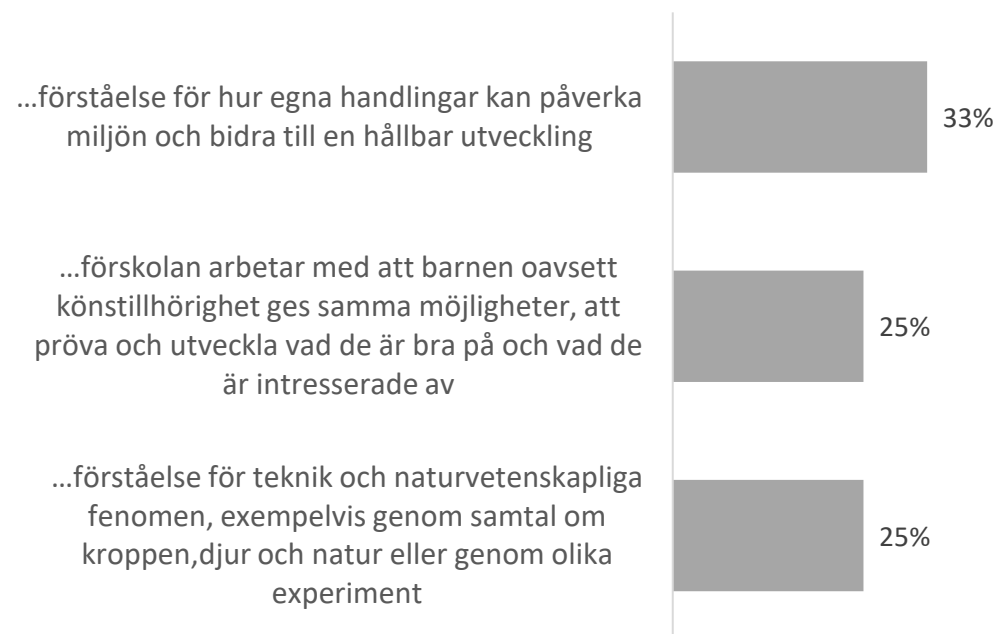 …förståelse för hur egna handlingar kan påverka
miljön och bidra till en hållbar utveckling
33%
…förskolan arbetar med att barnen oavsett
könstillhörighet ges samma möjligheter, att
pröva och utveckla vad de är bra på och vad de
är intresserade av
25%
…förståelse för teknik och naturvetenskapliga
fenomen, exempelvis genom samtal om
kroppen,djur och natur eller genom olika
experiment
25%